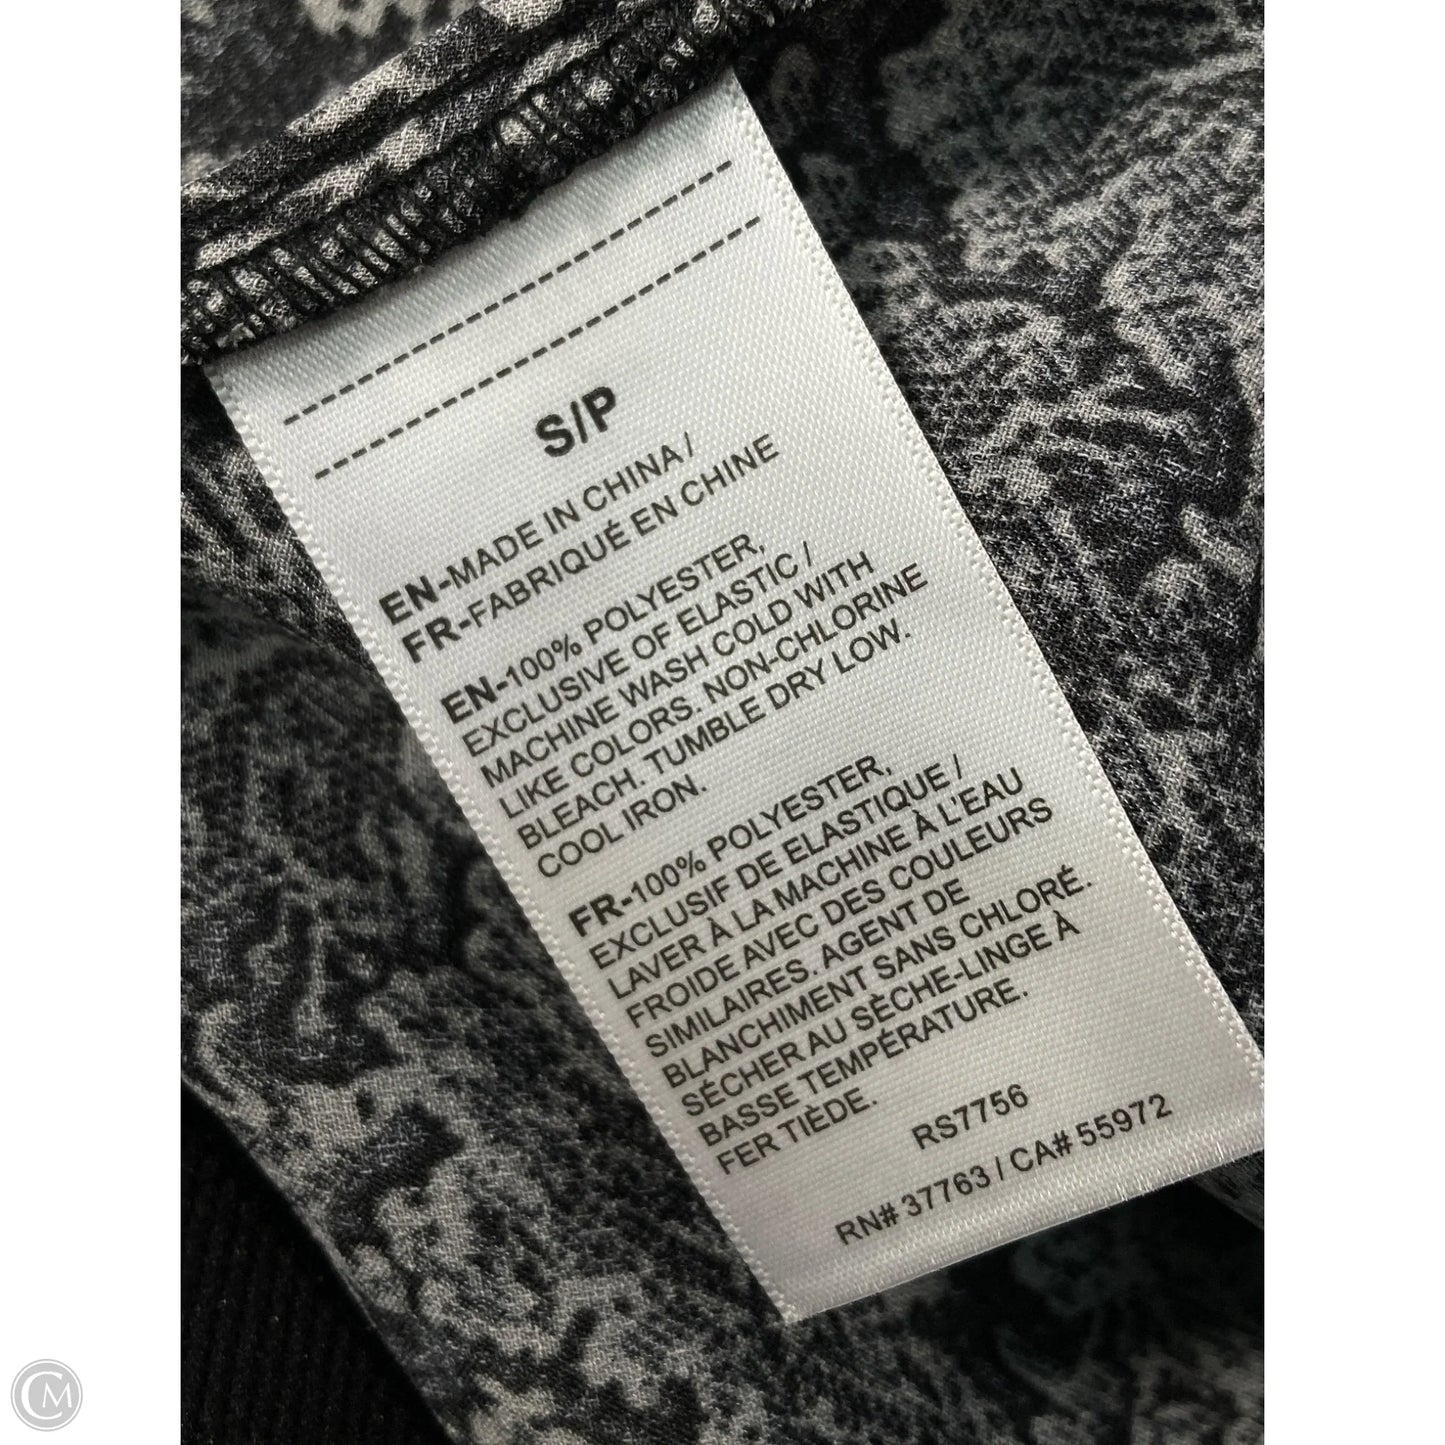 S/P
EN-MADE IN CHINA /
FR-FABRIQUÉ EN CHINE
EN-100% POLYESTER,
EXCLUSIVE OF ELASTIC /
MACHINE WASH COLD WITH
LIKE COLORS. NON-CHLORINE
BLEACH. TUMBLE DRY LOW.
COOL IRON.
FR-100% POLYESTER,
EXCLUSIF DE ELASTIQUE /
LAVER À LA MACHINE À L'EAU
FROIDE AVEC DES COULEURS
SIMILAIRES. AGENT DE
BLANCHIMENT SANS CHLORÉ.
SÉCHER AU SÈCHE-LINGE À
BASSE TEMPÉRATURE.
FER TIÈDE.
RS7756
RN# 37763 / CA# 55972
CM